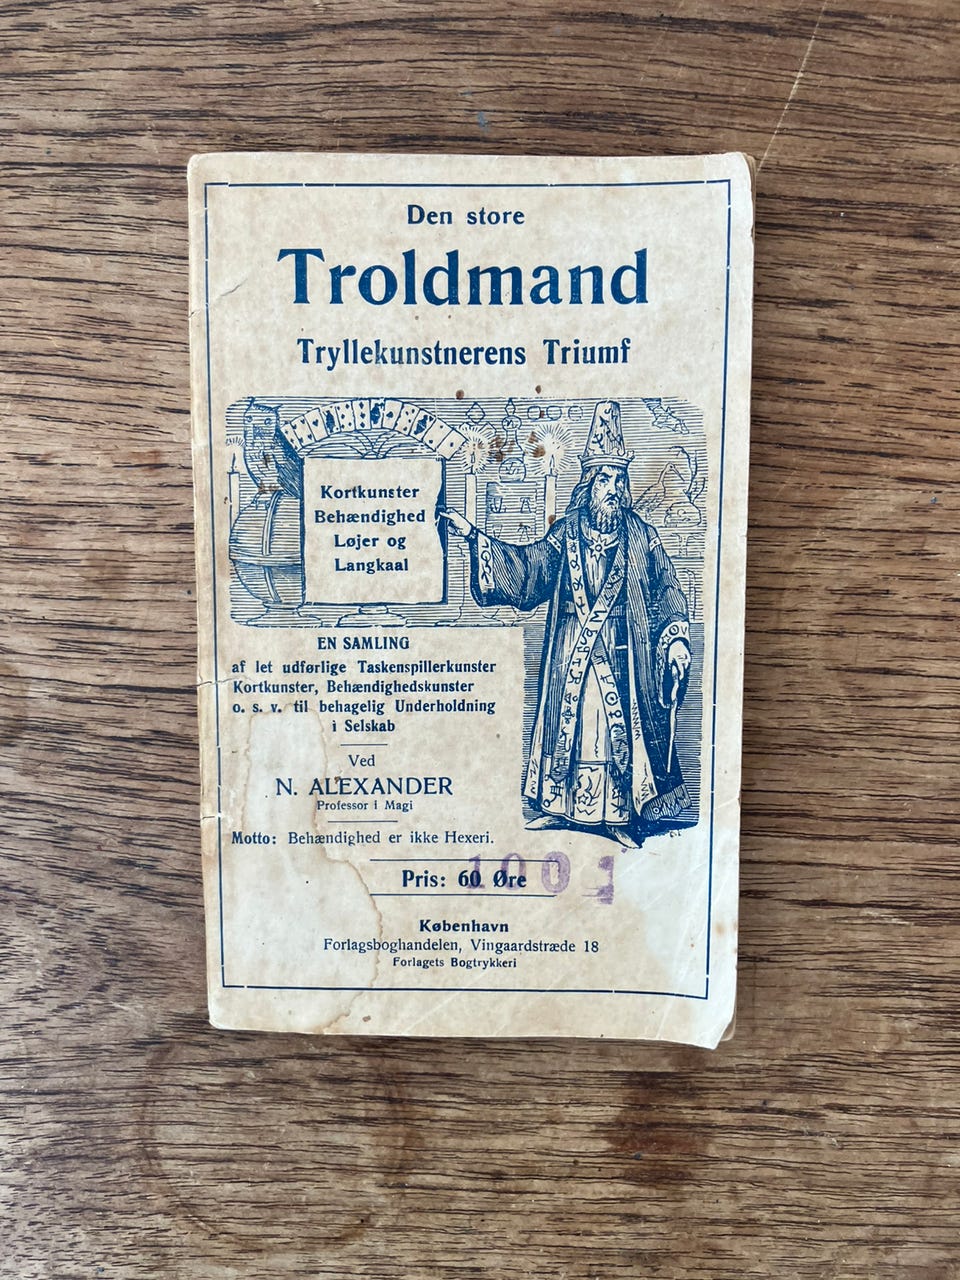 Den store
Troldmand
Tryllekunstnerens Triumf
Kortkunster
Behændighed
Løjer og
Langkaal
EN SAMLING
af let udførlige Taskenspillerkunster
Kortkunster, Behændighedskunster
o. s. v. til behagelig Underholdning
i Selskab
Ved
N. ALEXANDER
Professor i Magi
Motto: Behændighed er ikke Hexeri.
Pris: 60 Øre
100
København
Forlagsboghandelen, Vingaardstræde 18
Forlagets Bogtrykkeri